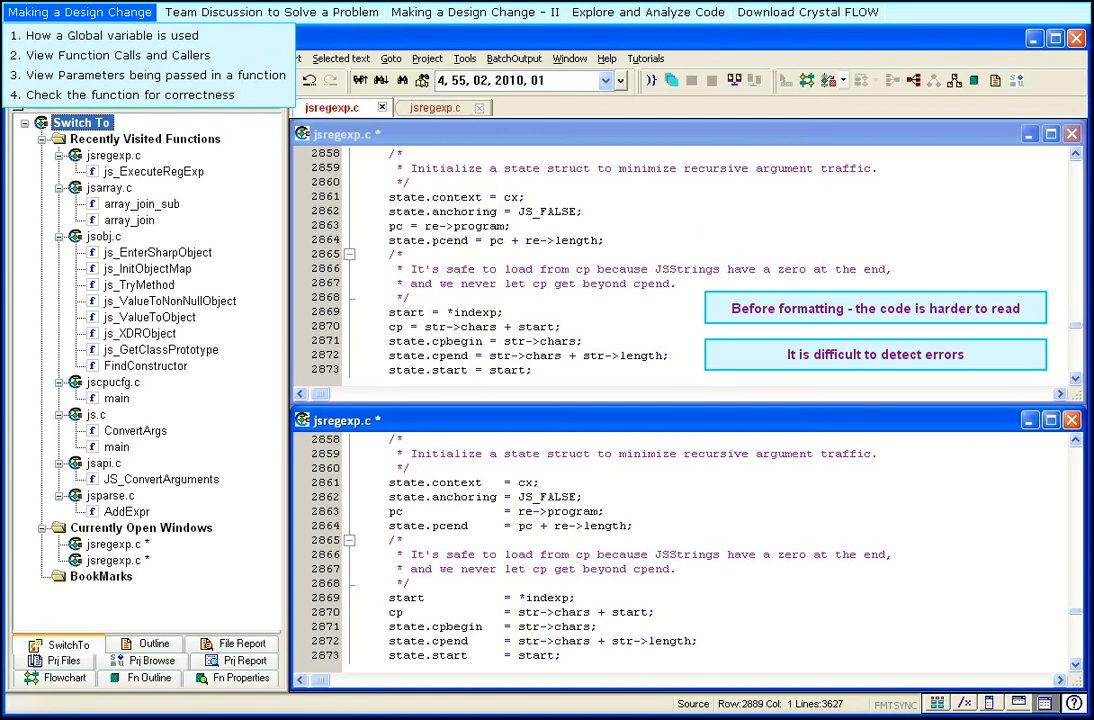 Making a Design Change   Team Discussion to Solve a Problem   Making a Design Change - II   Explore and Analyze Code   Download Crystal FLOW
1. How a Global variable is used
2. View Function Calls and Callers
3. View Parameters being passed in a function
4. Check the function for correctness
Selected text   Goto   Project   Tools   BatchOutput   Window   Help   Tutorials
4, 55, 02, 2010, 01
jsregexp.c   jsregexp.c
Switch To
Recently Visited Functions
jsregexp.c
js_ExecuteRegExp
jsarray.c
array_join_sub
array_join
jsobj.c
js_EnterSharpObject
js_InitObjectMap
js_TryMethod
js_ValueToNonNullObject
js_ValueToObject
js_XDRObject
js_GetClassPrototype
FindConstructor
jscpucfg.c
main
js.c
ConvertArgs
main
jsapi.c
JS_ConvertArguments
jsparse.c
AddExpr
Currently Open Windows
jsregexp.c *
jsregexp.c *
BookMarks
SwitchTo   Outline   File Report
Prj Files   Prj Browse   Prj Report
Flowchart   Fn Outline   Fn Properties
jsregexp.c *
2858 /*
2859 * Initialize a state struct to minimize recursive argument traffic.
2860 */
2861 state.context = cx;
2862 state.anchoring = JS_FALSE;
2863 pc = re->program;
2864 state.pcend = pc + re->length;
2865 /*
2866 * It's safe to load from cp because JSStrings have a zero at the end,
2867 * and we never let cp get beyond cpend.
2868 */
2869 start = *indexp;
2870 cp = str->chars + start;
2871 state.cpbegin = str->chars;
2872 state.cpend = str->chars + str->length;
2873 state.start = start;
Before formatting - the code is harder to read
It is difficult to detect errors
jsregexp.c *
2858 /*
2859 * Initialize a state struct to minimize recursive argument traffic.
2860 */
2861 state.context   = cx;
2862 state.anchoring = JS_FALSE;
2863 pc              = re->program;
2864 state.pcend     = pc + re->length;
2865 /*
2866 * It's safe to load from cp because JSStrings have a zero at the end,
2867 * and we never let cp get beyond cpend.
2868 */
2869 start           = *indexp;
2870 cp              = str->chars + start;
2871 state.cpbegin   = str->chars;
2872 state.cpend     = str->chars + str->length;
2873 state.start     = start;
Source   Row:2889 Col: 1 Lines:3627   FMTSYNC